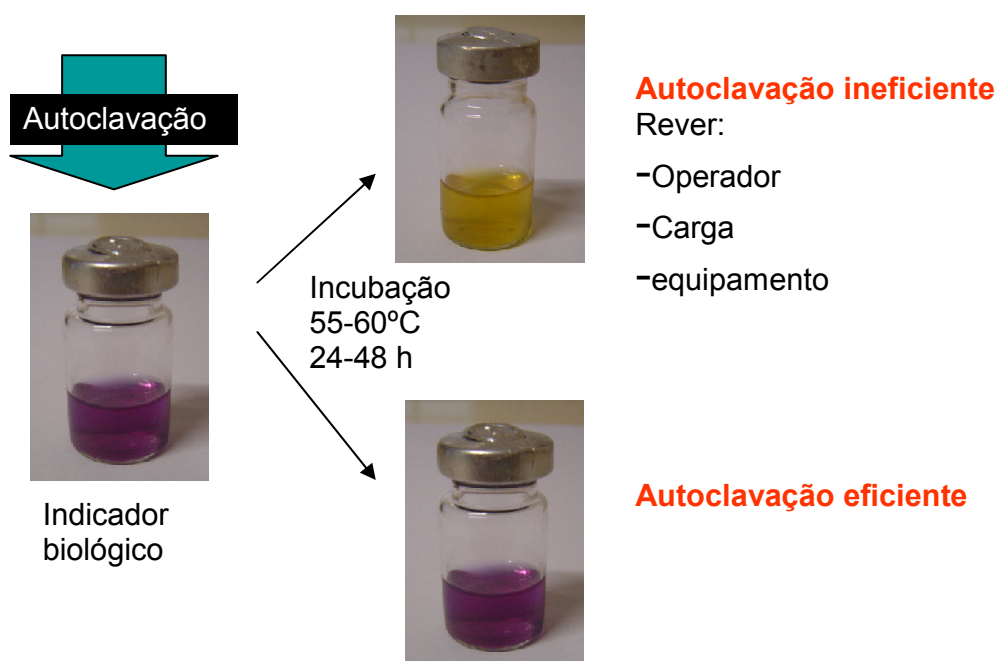 Autoclavação
Indicador
biológico
Incubação
55-60ºC
24-48 h
Autoclavação ineficiente
Rever:
-Operador
-Carga
-equipamento
Autoclavação eficiente